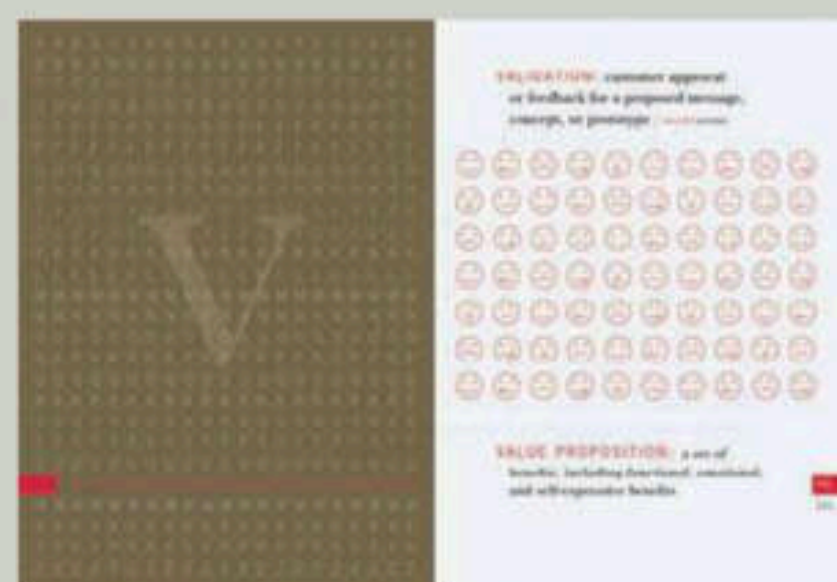 V
VALIDATION: customer approval
or feedback for a proposed message,
concept, or prototype
VALUE PROPOSITION: a set of
benefits, including functional, emotional,
and self-expressive benefits